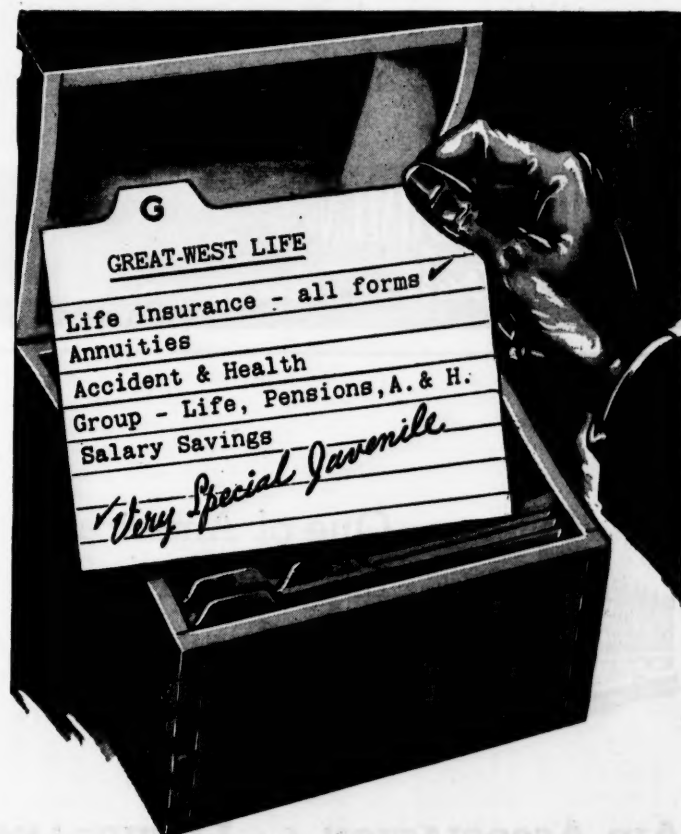 G
GREAT-WEST LIFE
Life Insurance - all forms ✓
Annuities
Accident & Health
Group - Life, Pensions, A. & H.
Salary Savings
✓ Very Special Juvenile